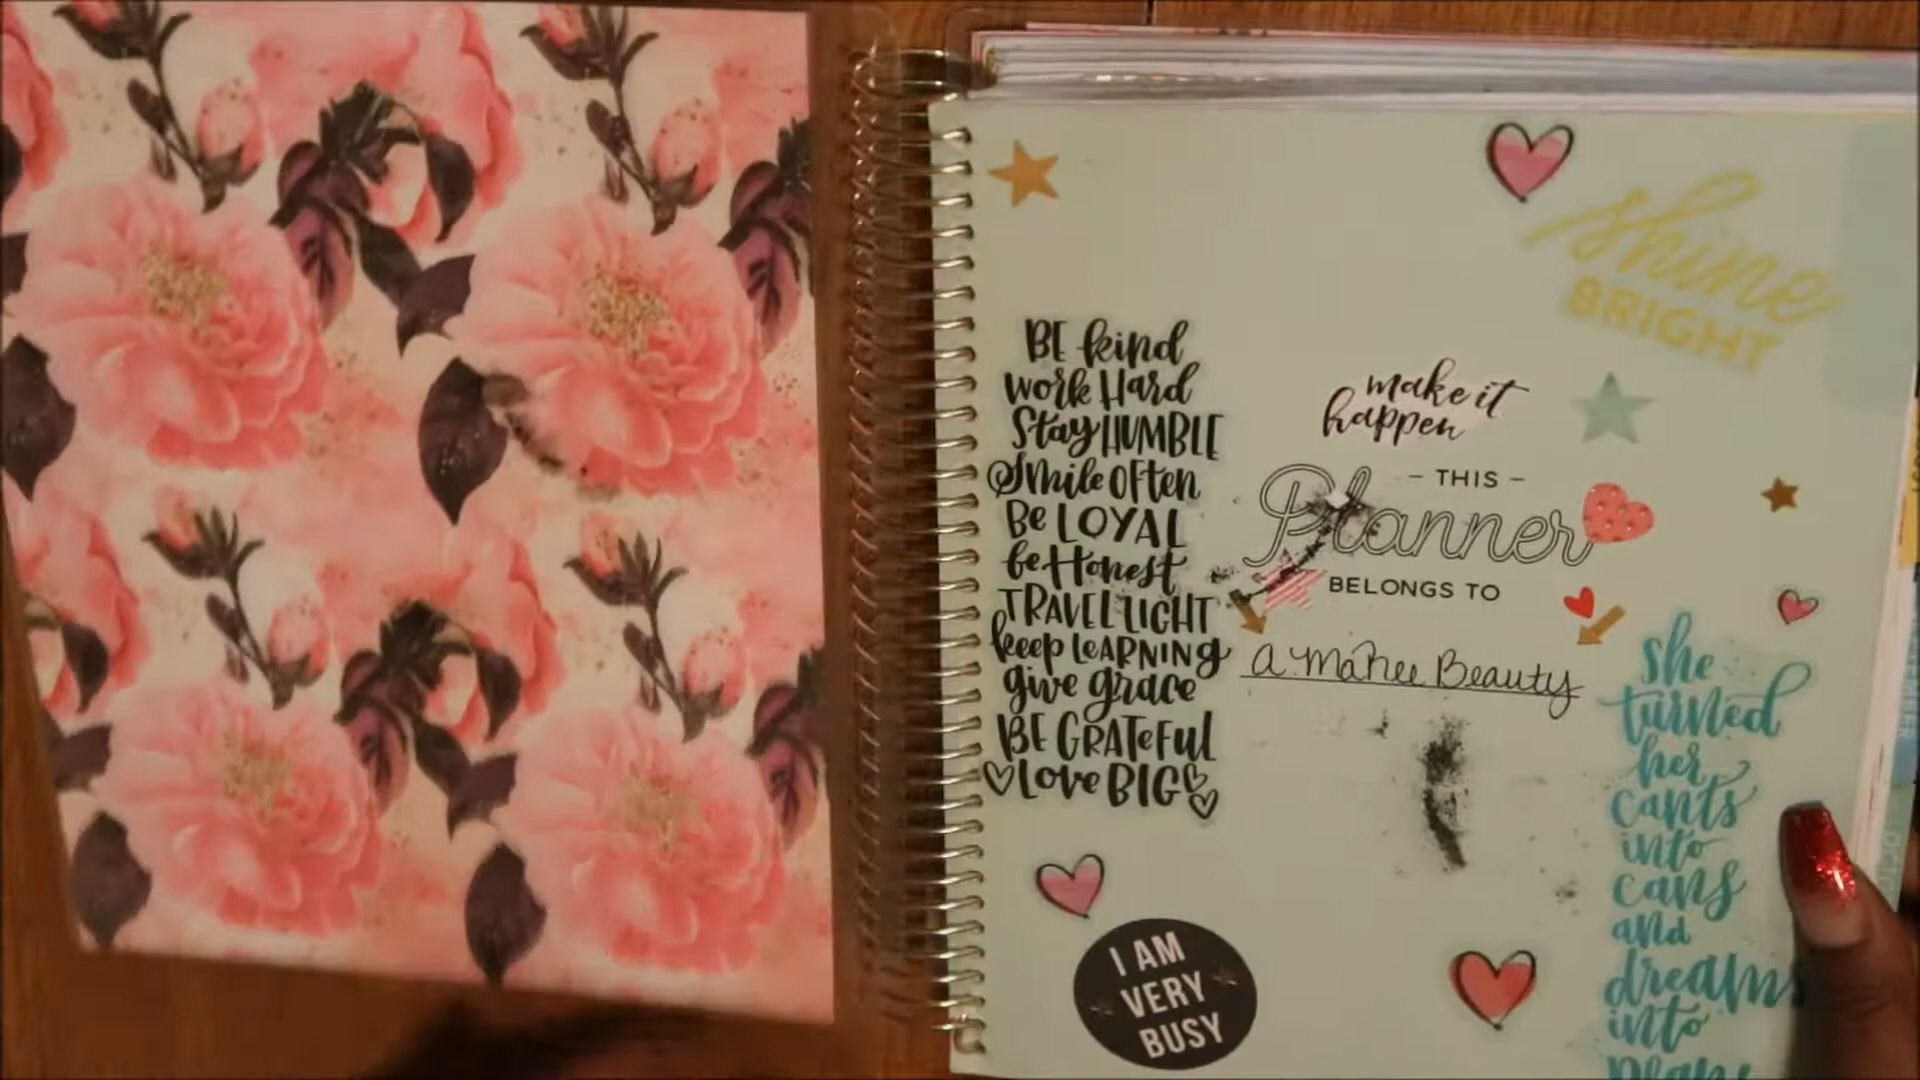 shine
BRIGHT
BE kind
work Hard
Stay HUMBLE
Smile Often
Be LOYAL
be Honest
TRAVEL LIGHT
keep LEARNING
give grace
BE GRATEFUL
Love BIG
make it
happen
- THIS -
Planner
BELONGS TO
a. maree Beauty
she
turned
her
cants
into
cans
and
dreams
into
plans
I AM
VERY
BUSY